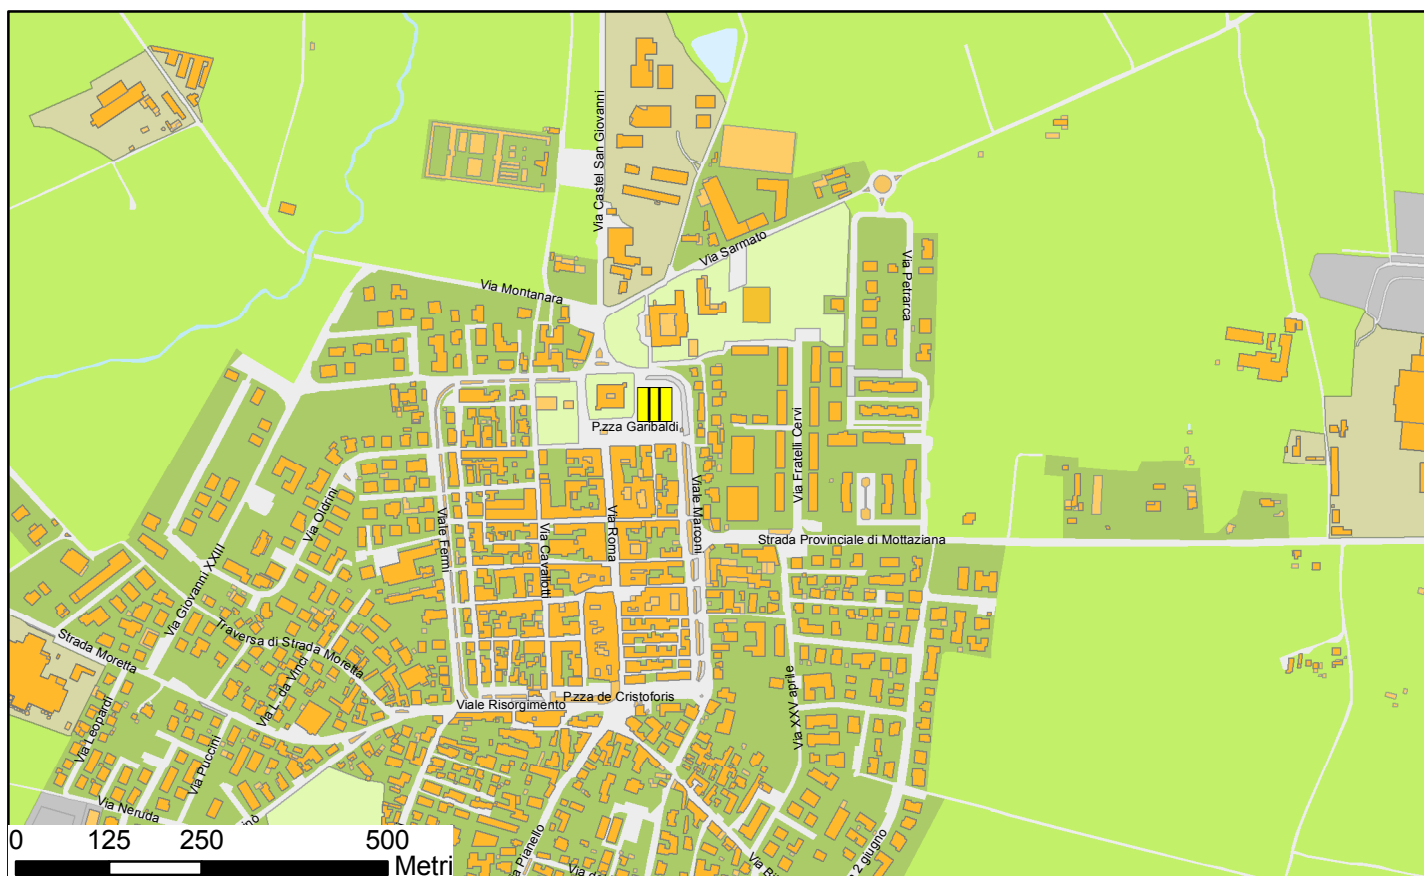 Via Castel San Giovanni
Via Sarmato
Via Petrarca
Via Montanara
P.zza Garibaldi
Via Fratelli Cervi
Viale Marconi
Via Oldrini
Viale Fermi
Via Cavallotti
Via Roma
Strada Provinciale di Mottaziana
Via Giovanni XXIII
Traversa di Strada Moretta
Strada Moretta
Via L. da Vinci
P.zza de Cristoforis
Viale Risorgimento
Via XXV aprile
Via Leopardi
Via Puccini
Via Neruda
Pianello
2 giugno
0 125 250 500
Metri